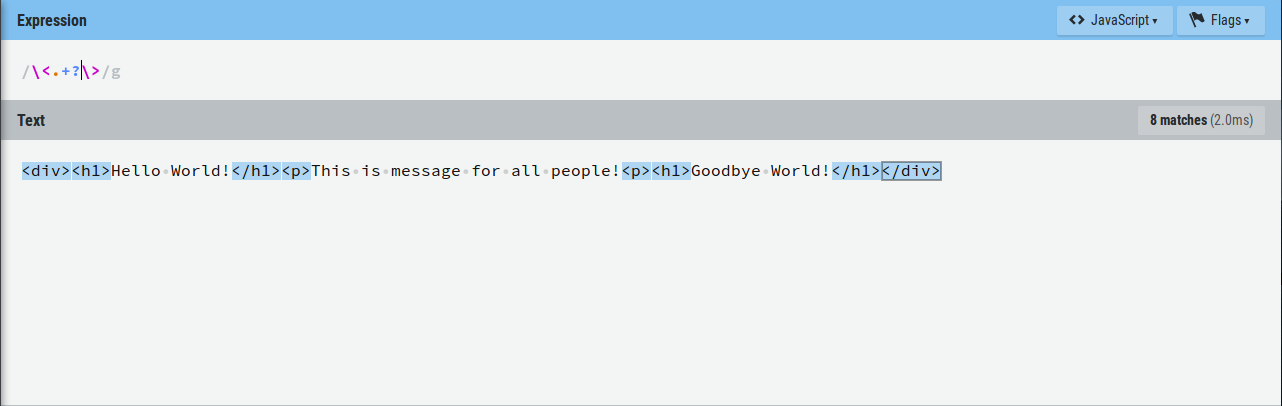 Expression
<> JavaScript ▾ Flags ▾
/\<.+?\>/g
Text
8 matches (2.0ms)
<div><h1>Hello·World!</h1><p>This·is·message·for·all·people!<p><h1>Goodbye·World!</h1></div>